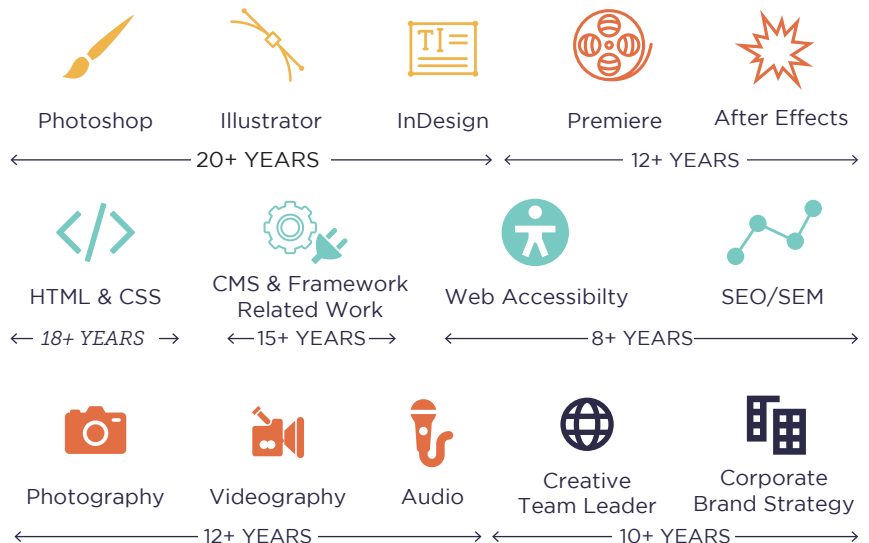 Photoshop Illustrator InDesign Premiere After Effects
20+ YEARS 12+ YEARS
HTML & CSS CMS & Framework Related Work Web Accessibilty SEO/SEM
18+ YEARS 15+ YEARS 8+ YEARS
Photography Videography Audio Creative Team Leader Corporate Brand Strategy
12+ YEARS 10+ YEARS